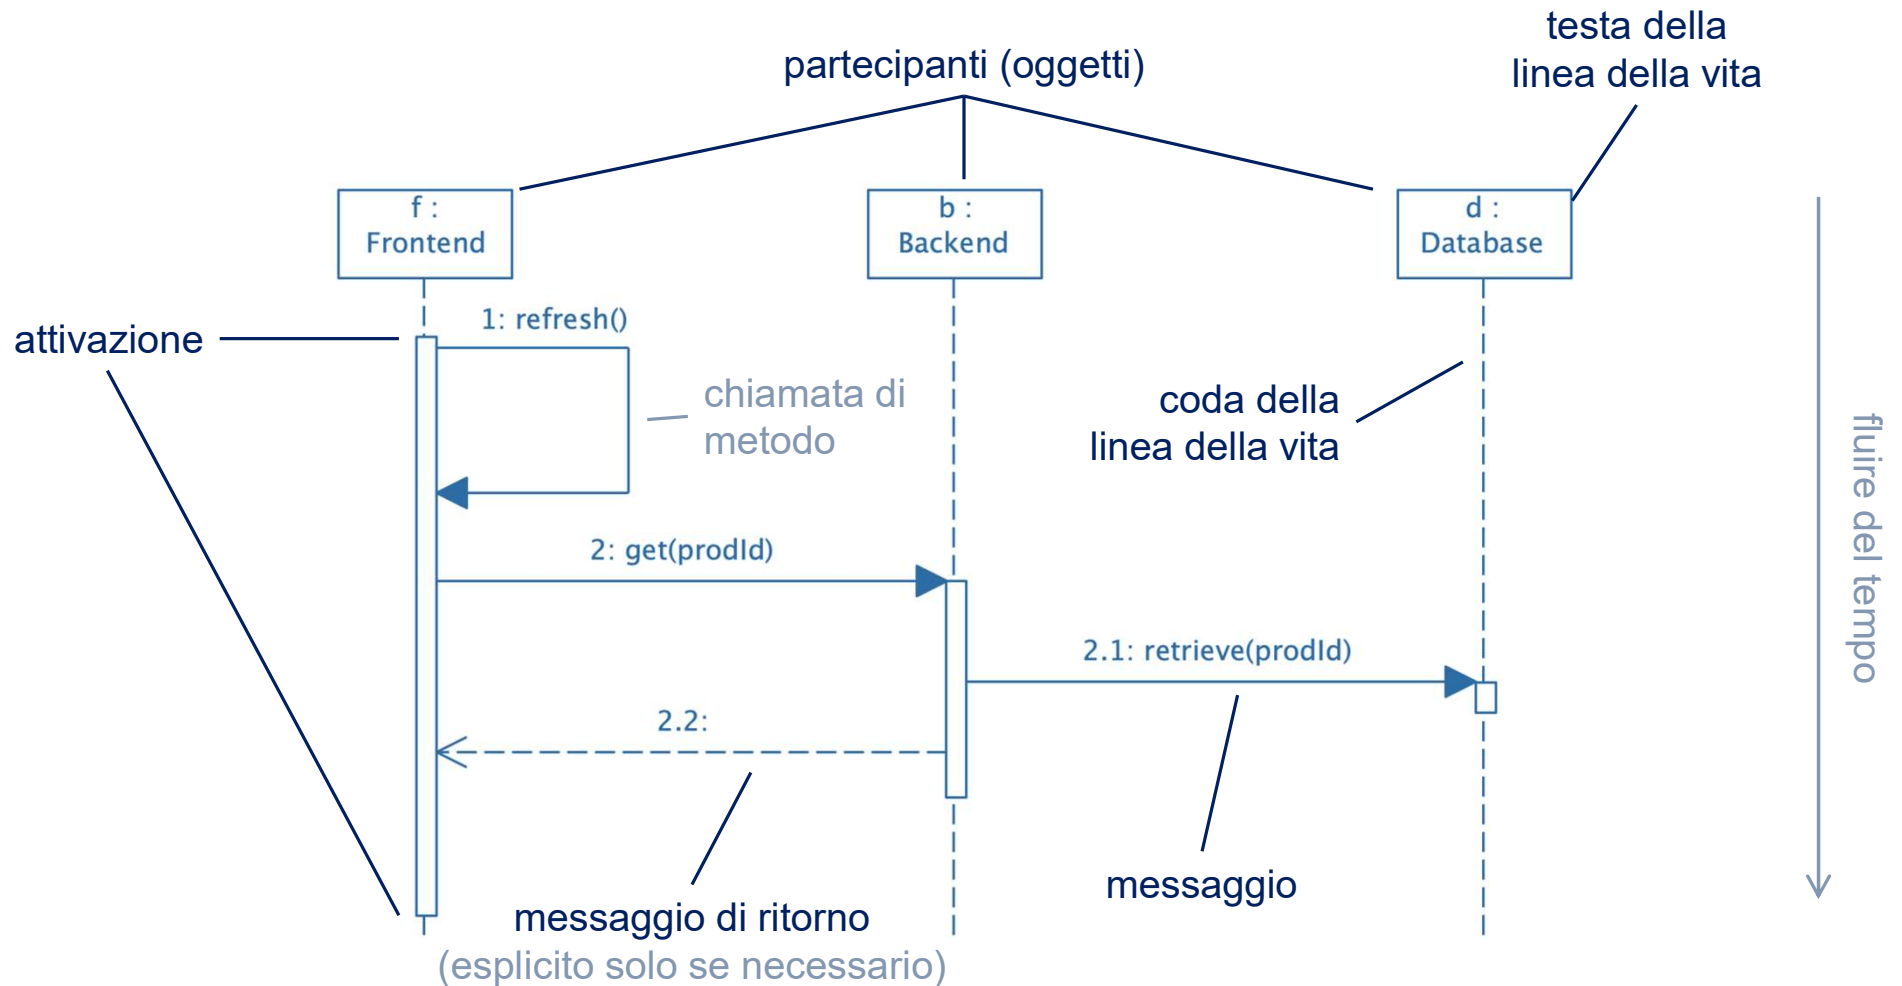 testa della
linea della vita
partecipanti (oggetti)
f :
Frontend
b :
Backend
d :
Database
1: refresh()
attivazione
chiamata di
metodo
coda della
linea della vita
fluire del tempo
2: get(prodId)
2.1: retrieve(prodId)
2.2:
messaggio
messaggio di ritorno
(esplicito solo se necessario)